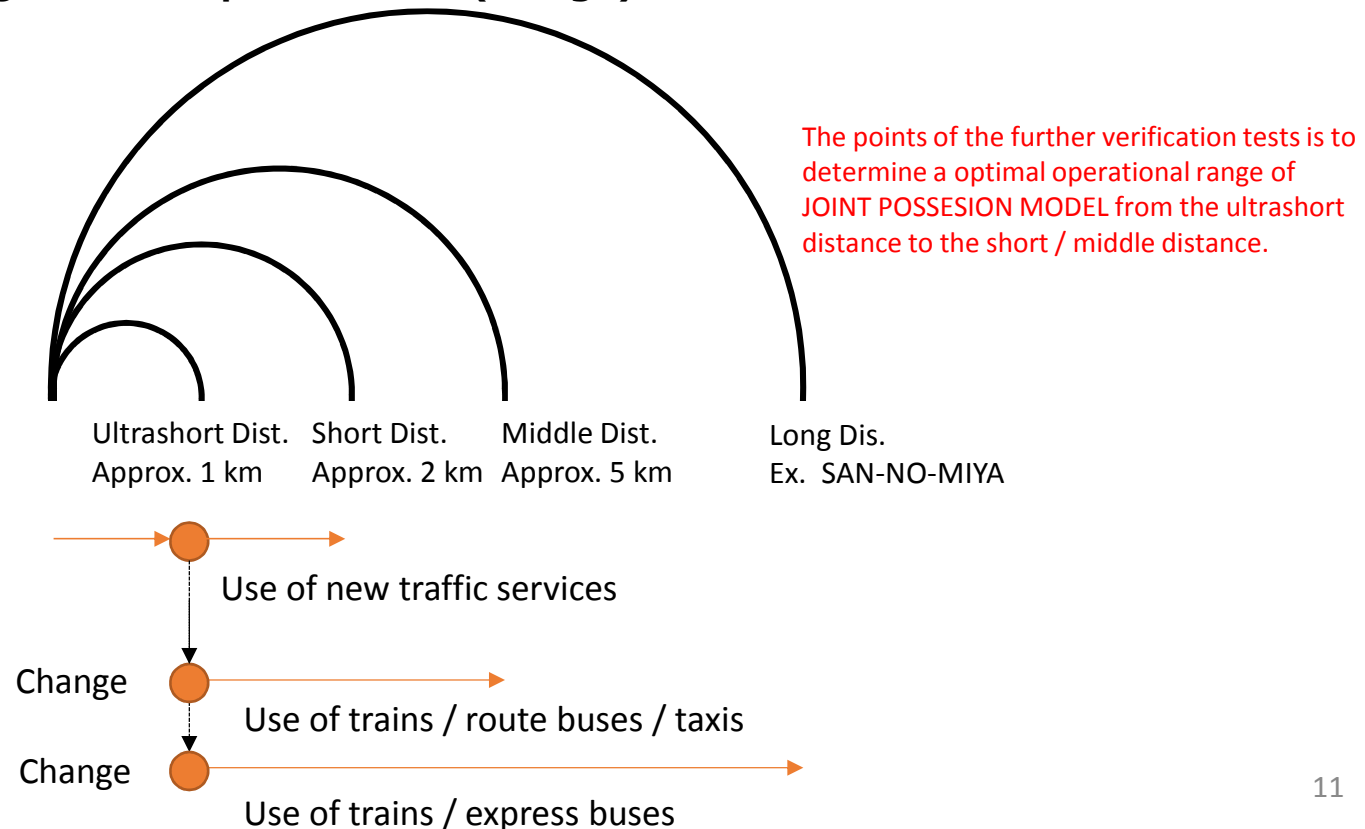 The points of the further verification tests is to
determine a optimal operational range of
JOINT POSSESION MODEL from the ultrashort
distance to the short / middle distance.
Ultrashort Dist.
Approx. 1 km
Short Dist.
Approx. 2 km
Middle Dist.
Approx. 5 km
Long Dis.
Ex. SAN-NO-MIYA
Use of new traffic services
Change
Use of trains / route buses / taxis
Change
Use of trains / express buses
11